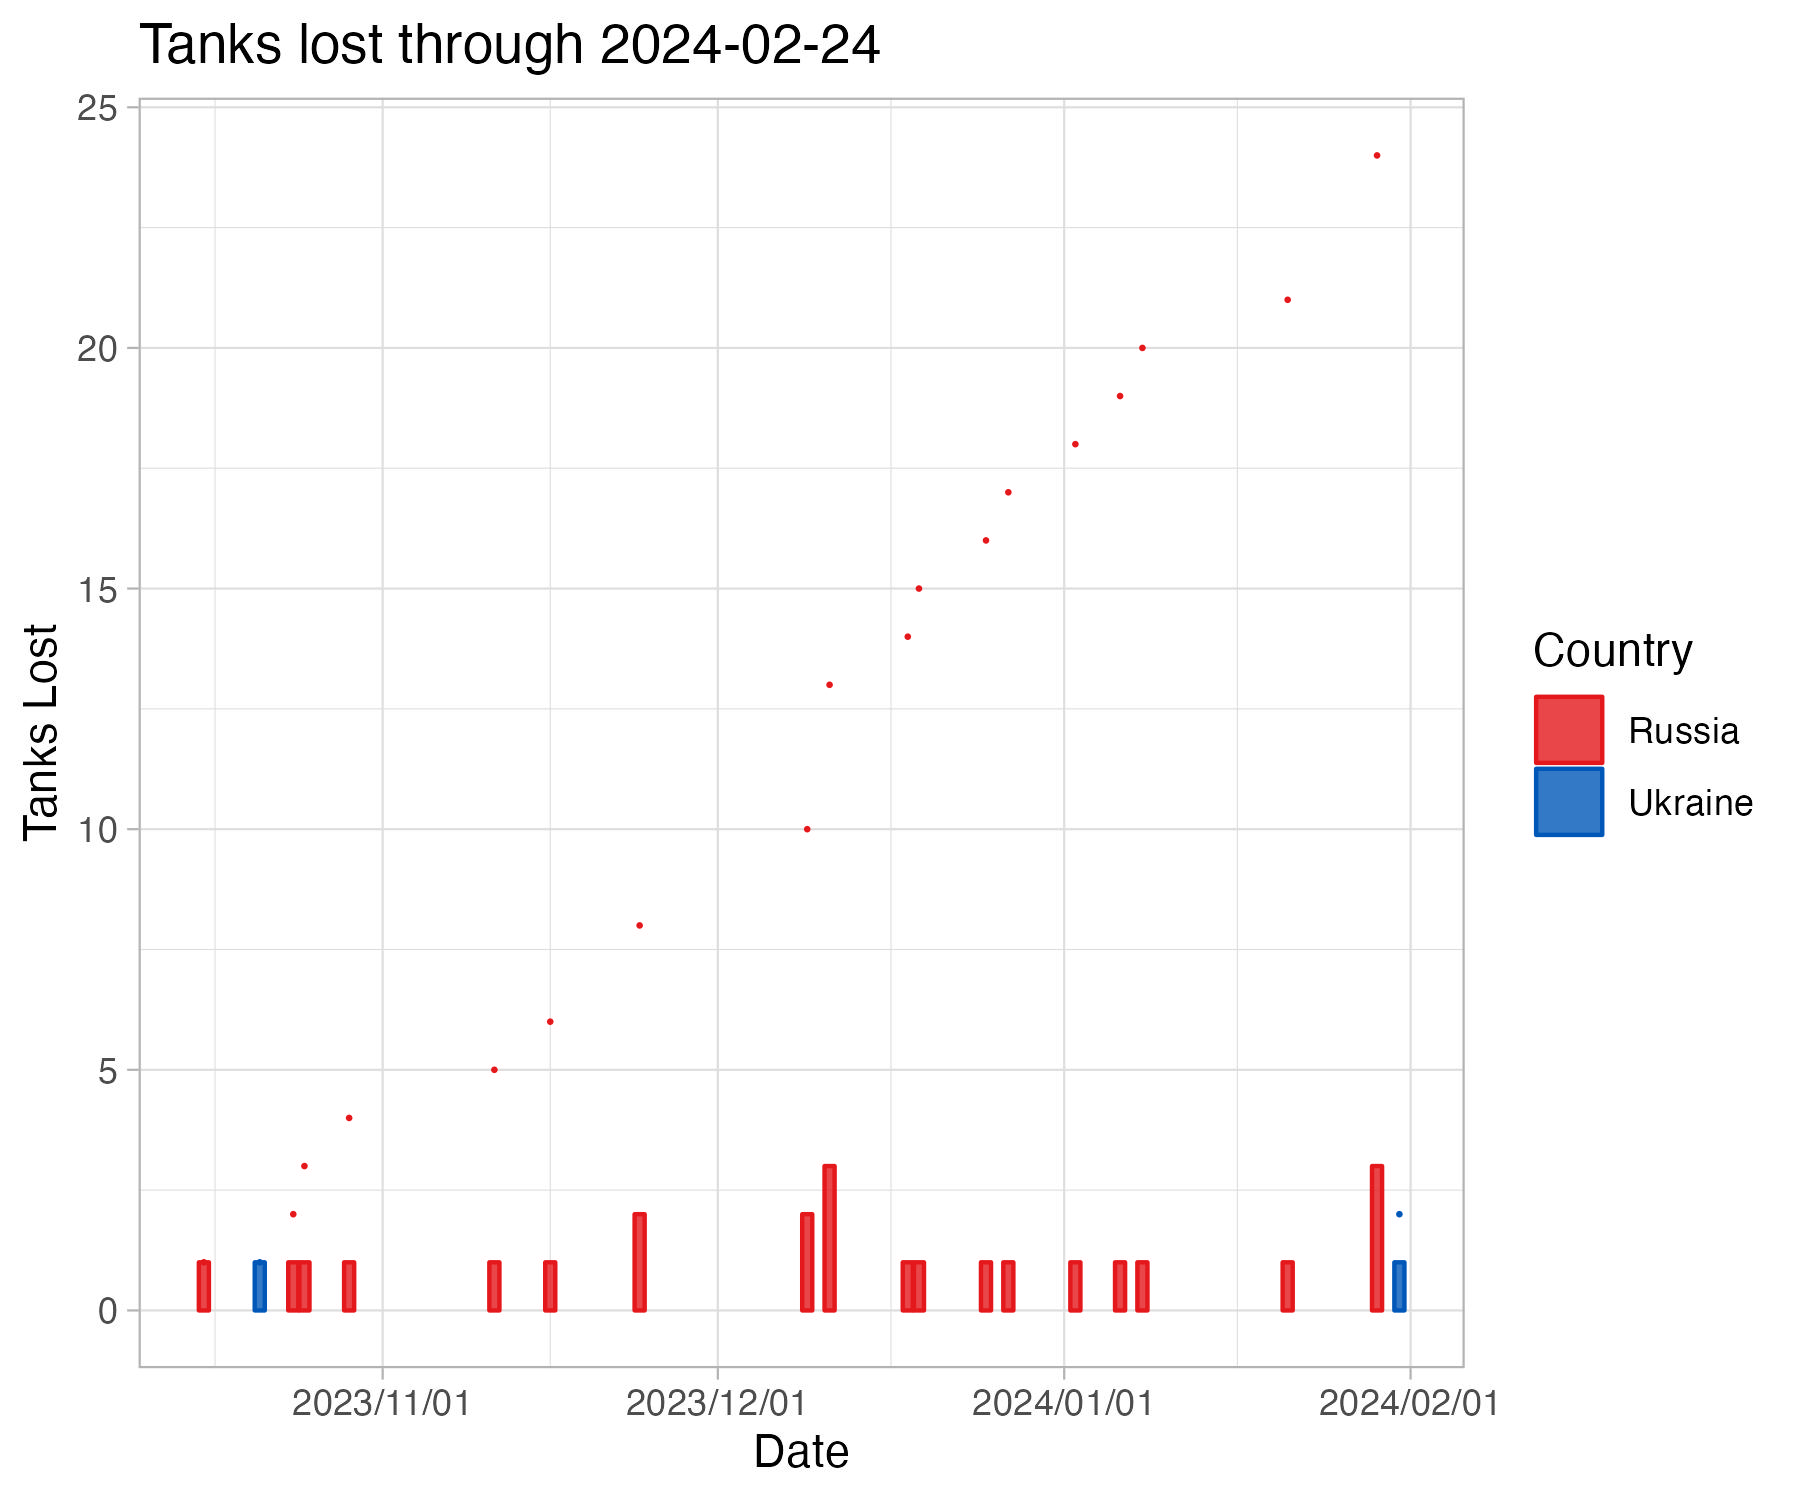 Tanks lost through 2024-02-24
25
20
15
10
5
0
Tanks Lost
2023/11/01
2023/12/01
2024/01/01
2024/02/01
Date
Country
Russia
Ukraine